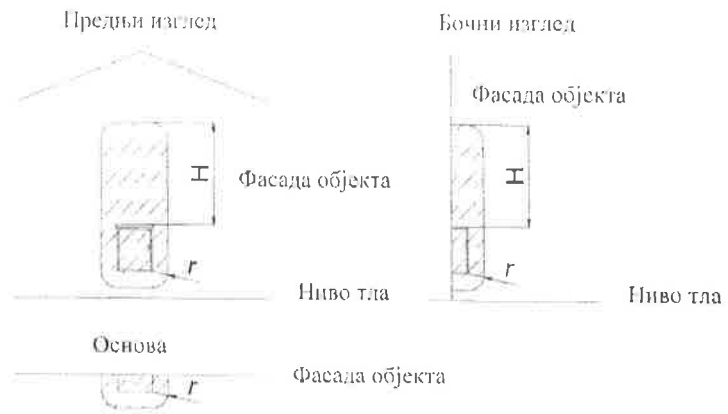 Предњи изглед
Бочни изглед
Фасада објекта
H
Фасада објекта
r
Ниво тла
H
r
Ниво тла
Основа
Фасада објекта
r